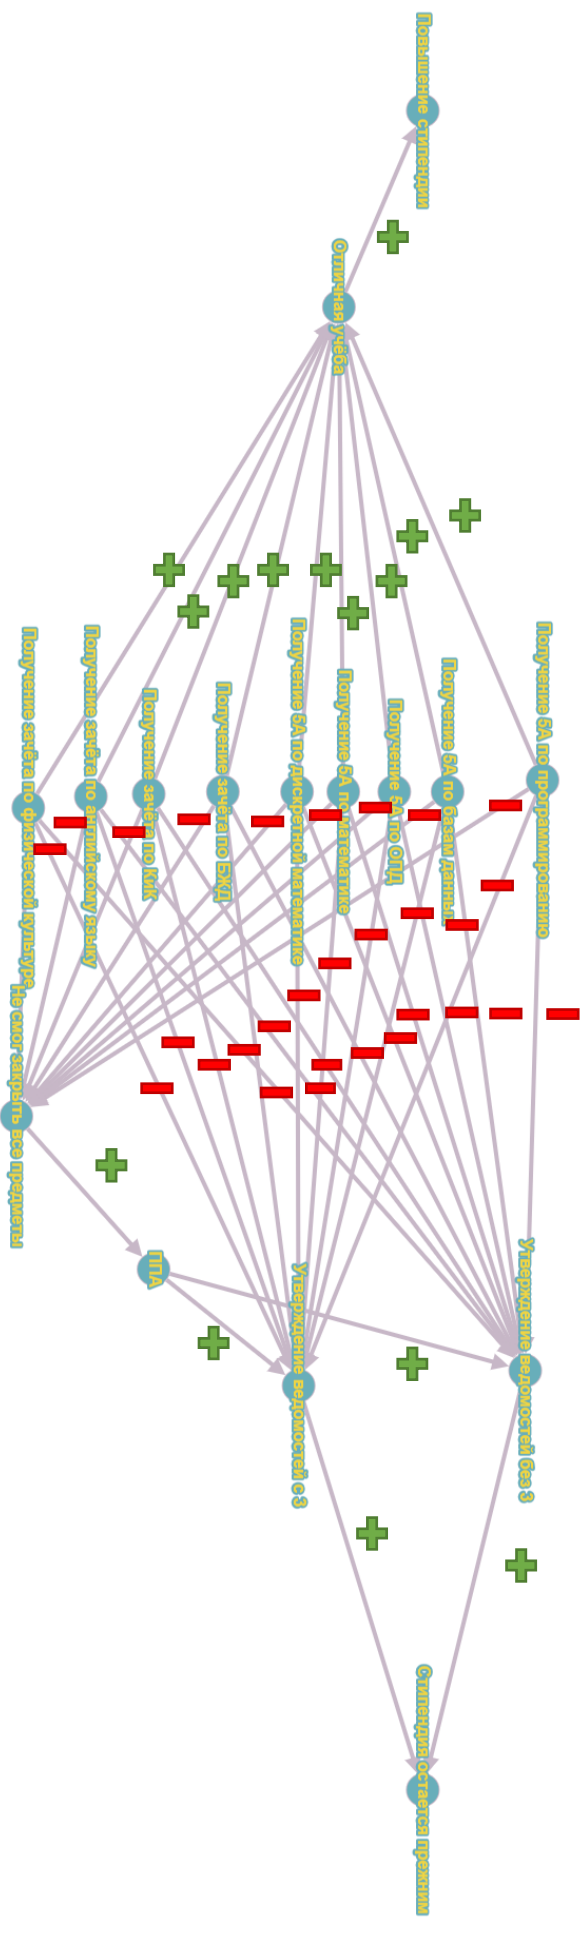 Повышение стипендии
Отличная учёба
Получение 5А по программированию
Получение 5А по базам данных
Получение 5А по ОПД
Получение 5А по математике
Получение 5А по дискретной математике
Получение зачёта по БЖД
Получение зачёта по КиК
Получение зачёта по английскому языку
Получение зачёта по физической культуре
Не смог закрыть все предметы
ППА
Утверждение ведомостей без 3
Утверждение ведомостей с 3
Стипендия остается прежним